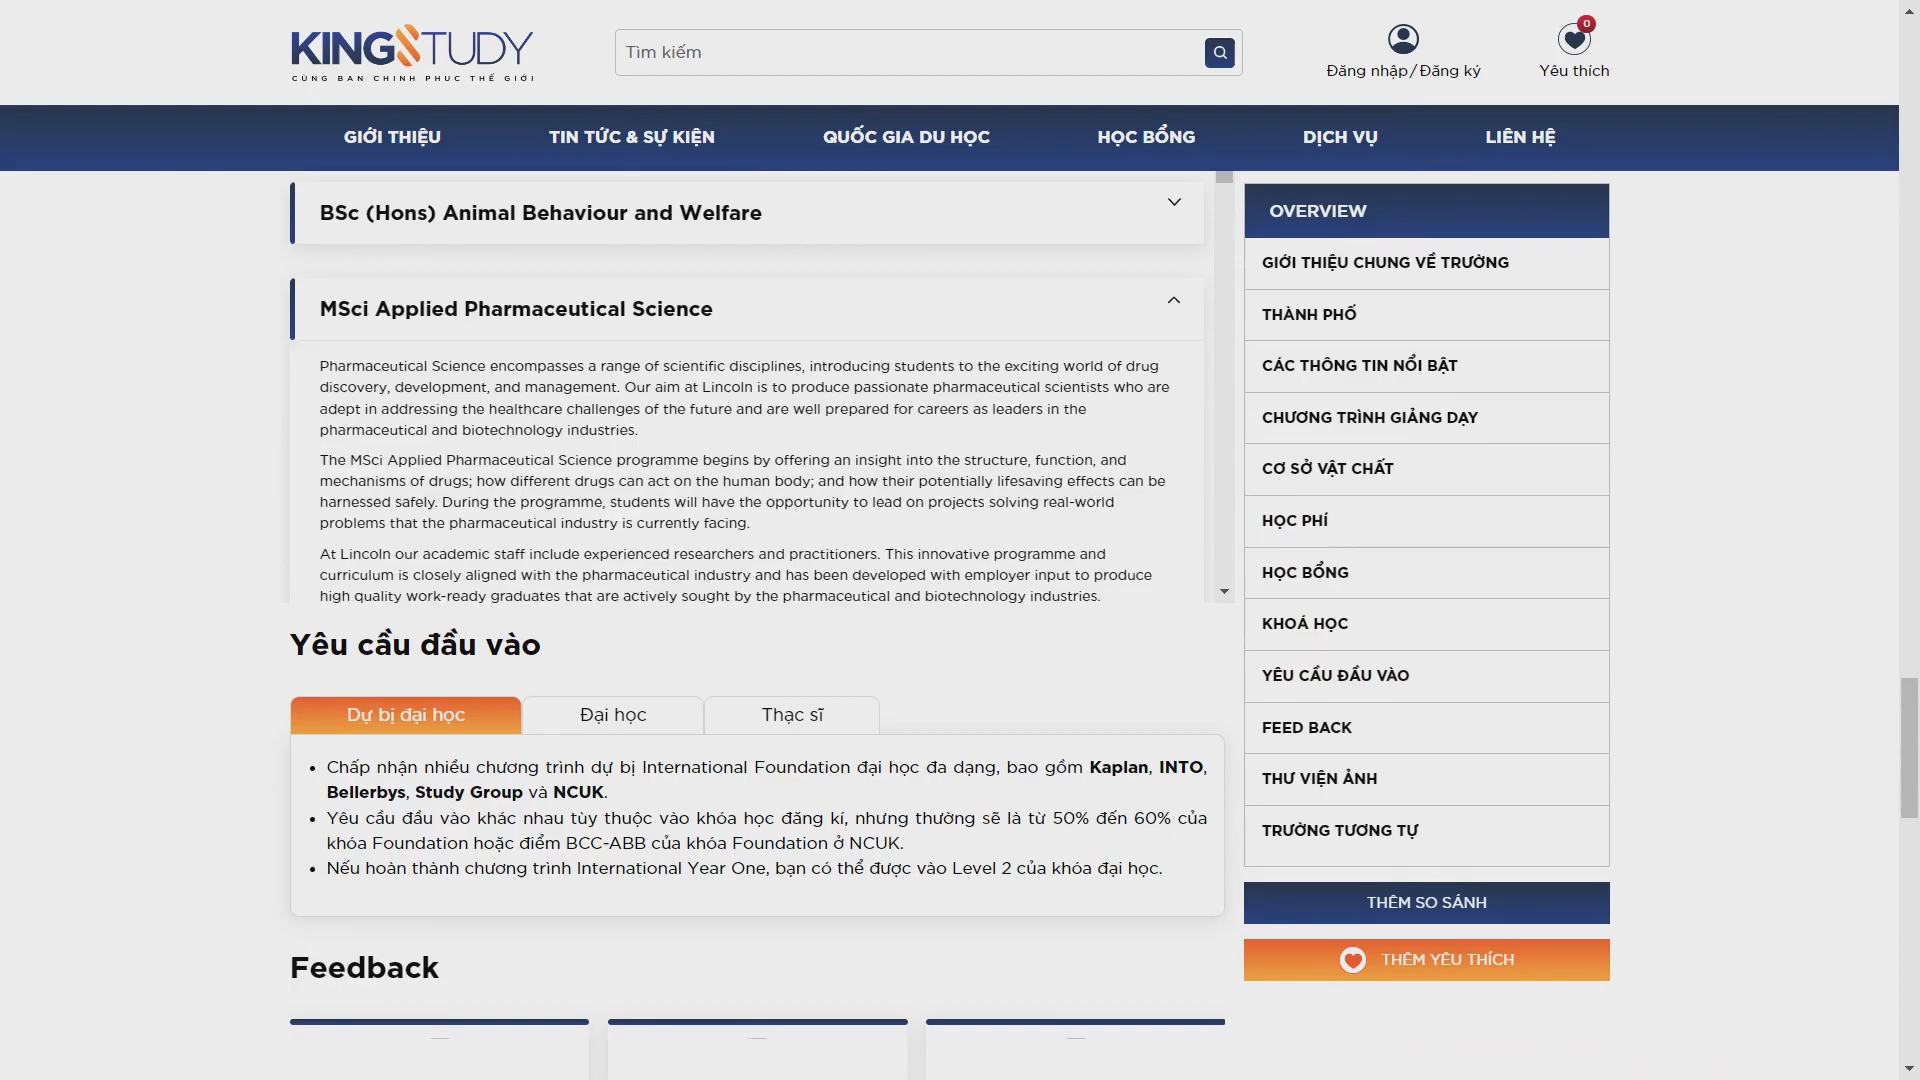 KINGSTUDY
CÙNG BẠN CHINH PHỤC THẾ GIỚI
Tìm kiếm
Đăng nhập/Đăng ký
0
Yêu thích
GIỚI THIỆU
TIN TỨC & SỰ KIỆN
QUỐC GIA DU HỌC
HỌC BỔNG
DỊCH VỤ
LIÊN HỆ
BSc (Hons) Animal Behaviour and Welfare
MSci Applied Pharmaceutical Science
Pharmaceutical Science encompasses a range of scientific disciplines, introducing students to the exciting world of drug
discovery, development, and management. Our aim at Lincoln is to produce passionate pharmaceutical scientists who are
adept in addressing the healthcare challenges of the future and are well prepared for careers as leaders in the
pharmaceutical and biotechnology industries.
The MSci Applied Pharmaceutical Science programme begins by offering an insight into the structure, function, and
mechanisms of drugs; how different drugs can act on the human body; and how their potentially lifesaving effects can be
harnessed safely. During the programme, students will have the opportunity to lead on projects solving real-world
problems that the pharmaceutical industry is currently facing.
At Lincoln our academic staff include experienced researchers and practitioners. This innovative programme and
curriculum is closely aligned with the pharmaceutical industry and has been developed with employer input to produce
high quality work-ready graduates that are actively sought by the pharmaceutical and biotechnology industries.
Yêu cầu đầu vào
Dự bị đại học
Đại học
Thạc sĩ
Chấp nhận nhiều chương trình dự bị International Foundation đại học đa dạng, bao gồm Kaplan, INTO,
Bellerbys, Study Group và NCUK.
Yêu cầu đầu vào khác nhau tùy thuộc vào khóa học đăng kí, nhưng thường sẽ là từ 50% đến 60% của
khóa Foundation hoặc điểm BCC-ABB của khóa Foundation ở NCUK.
Nếu hoàn thành chương trình International Year One, bạn có thể được vào Level 2 của khóa đại học.
Feedback
OVERVIEW
GIỚI THIỆU CHUNG VỀ TRƯỜNG
THÀNH PHỐ
CÁC THÔNG TIN NỔI BẬT
CHƯƠNG TRÌNH GIẢNG DẠY
CƠ SỞ VẬT CHẤT
HỌC PHÍ
HỌC BỔNG
KHOÁ HỌC
YÊU CẦU ĐẦU VÀO
FEED BACK
THƯ VIỆN ẢNH
TRƯỜNG TƯƠNG TỰ
THÊM SO SÁNH
THÊM YÊU THÍCH